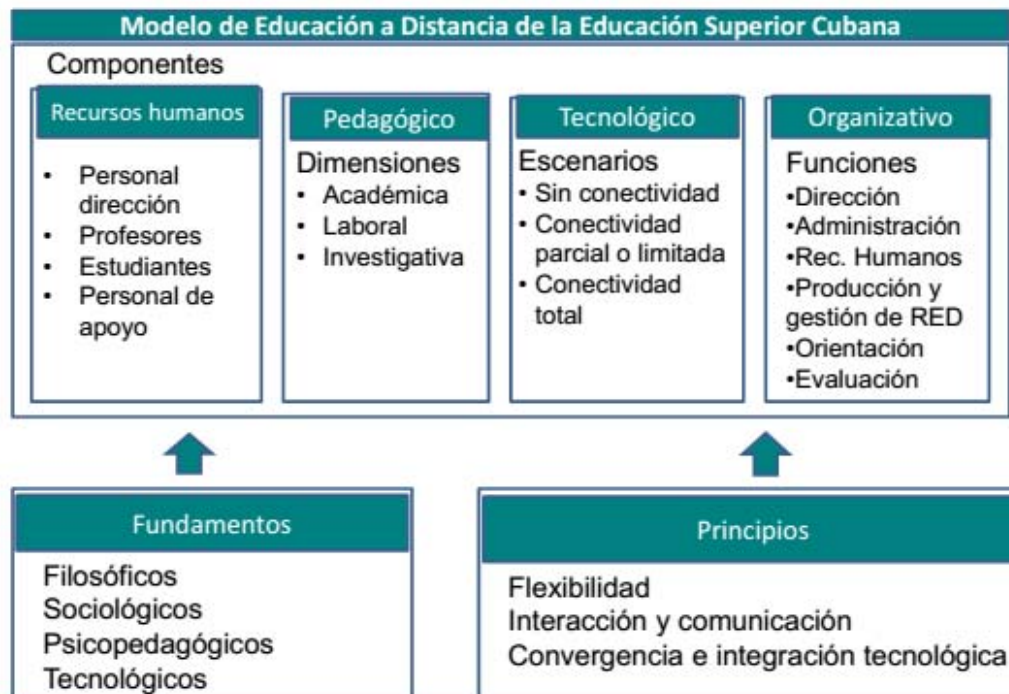 Modelo de Educación a Distancia de la Educación Superior Cubana
Componentes
Recursos humanos
• Personal
dirección
• Profesores
• Estudiantes
• Personal de
apoyo
Pedagógico
Dimensiones
• Académica
• Laboral
• Investigativa
Tecnológico
Escenarios
• Sin conectividad
• Conectividad
parcial o limitada
• Conectividad
total
Organizativo
Funciones
•Dirección
•Administración
•Rec. Humanos
•Producción y
gestión de RED
•Orientación
•Evaluación
Fundamentos
Filosóficos
Sociológicos
Psicopedagógicos
Tecnológicos
Principios
Flexibilidad
Interacción y comunicación
Convergencia e integración tecnológica